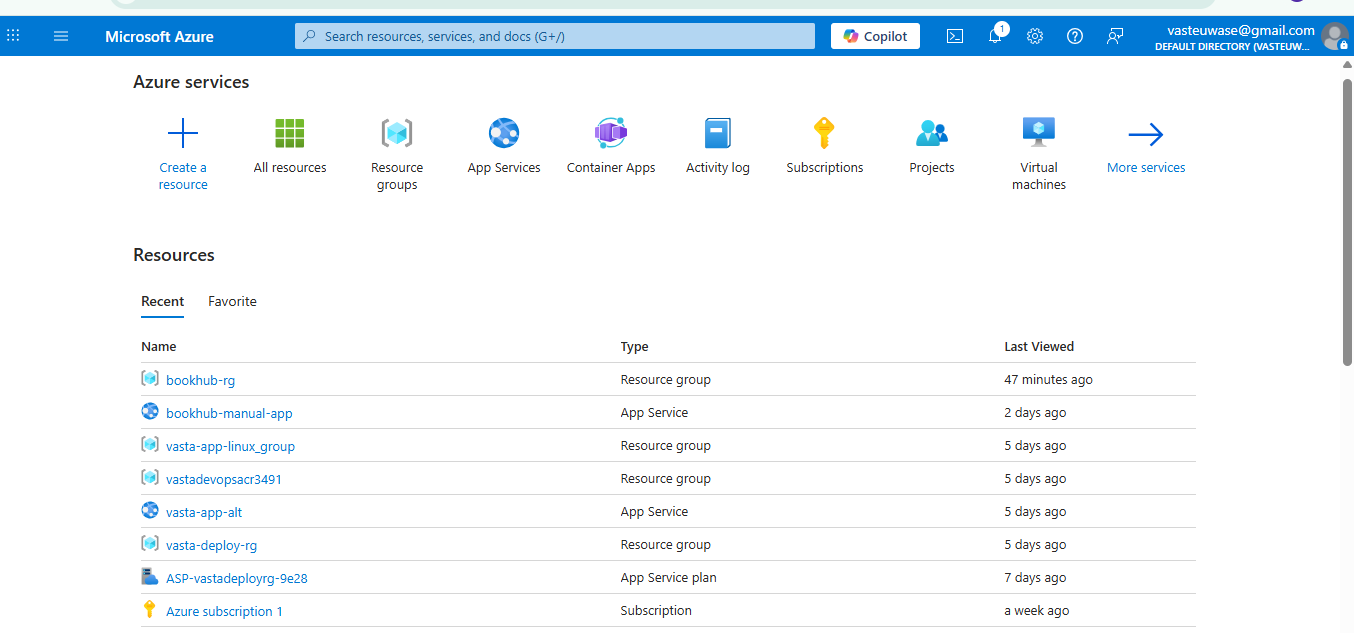 Microsoft Azure
Search resources, services, and docs (G+/)
Copilot
1
vasteuwase@gmail.com
DEFAULT DIRECTORY (VASTEUW...
Azure services
Create a resource
All resources
Resource groups
App Services
Container Apps
Activity log
Subscriptions
Projects
Virtual machines
More services
Resources
Recent Favorite
Name Type Last Viewed
bookhub-rg Resource group 47 minutes ago
bookhub-manual-app App Service 2 days ago
vasta-app-linux_group Resource group 5 days ago
vastadevopsacr3491 Resource group 5 days ago
vasta-app-alt App Service 5 days ago
vasta-deploy-rg Resource group 5 days ago
ASP-vastadeployrg-9e28 App Service plan 7 days ago
Azure subscription 1 Subscription a week ago